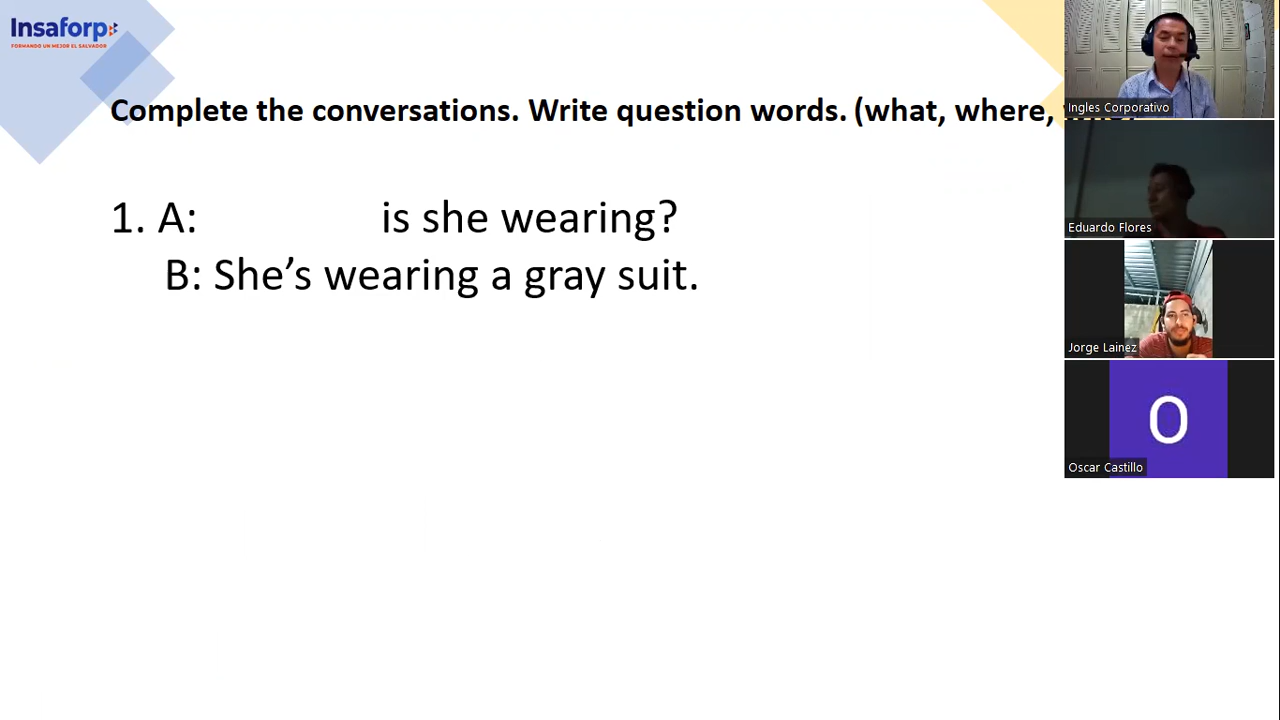 Insaforp
FORMANDO UN MEJOR EL SALVADOR
Complete the conversations. Write question words. (what, where,
1. A: is she wearing?
B: She’s wearing a gray suit.
Ingles Corporativo
Eduardo Flores
Jorge Lainez
O
Oscar Castillo